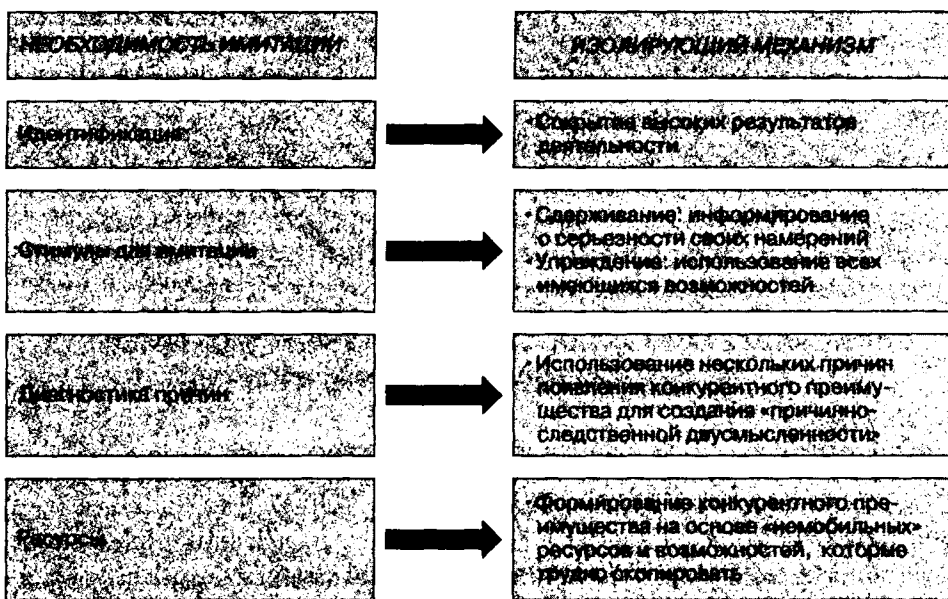 НЕОБХОДИМОСТЬ ИМИТАЦИИ
ИЗОЛИРУЮЩИЙ МЕХАНИЗМ
Идентификация
Сокрытие высоких результатов
деятельности
Стимулы для имитации
· Сдерживание: информирование
о серьезности своих намерений
· Упреждение: использование всех
имеющихся возможностей
Диагностика причин
Использование нескольких причин
появления конкурентного преиму-
щества для создания «причинно-
следственной двусмысленности»
Ресурсы
Формирование конкурентного пре-
имущества на основе «немобильных»
ресурсов и возможностей, которые
трудно скопировать